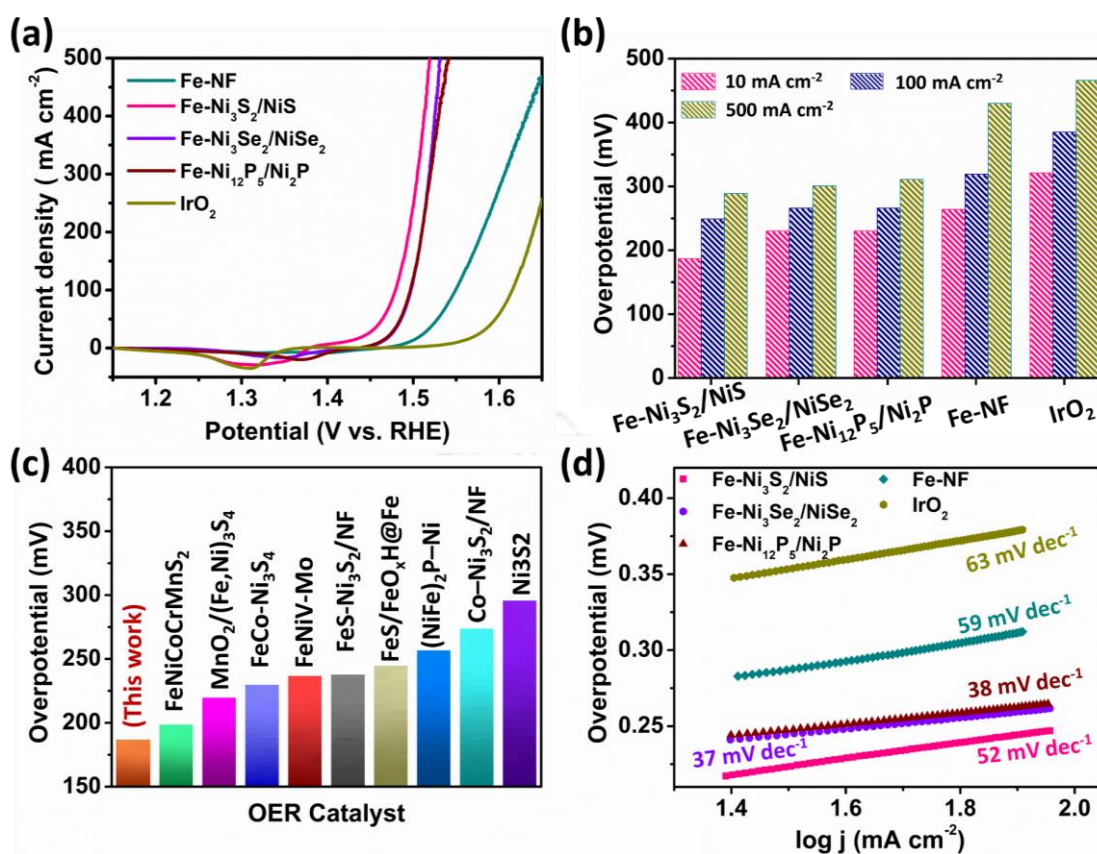 (a)
500
400
300
200
100
0
Current density ( mA cm⁻²)
Fe-NF
Fe-Ni₃S₂/NiS
Fe-Ni₃Se₂/NiSe₂
Fe-Ni₁₂P₅/Ni₂P
IrO₂
1.2 1.3 1.4 1.5 1.6
Potential (V vs. RHE)
(b)
500
400
300
200
100
0
Overpotential (mV)
10 mA cm⁻² 100 mA cm⁻²
500 mA cm⁻²
Fe-Ni₃S₂/NiS
Fe-Ni₃Se₂/NiSe₂
Fe-Ni₁₂P₅/Ni₂P
Fe-NF
IrO₂
(c)
400
350
300
250
200
150
Overpotential (mV)
(This work)
FeNiCoCrMnS₂
MnO₂/(Fe,Ni)₃S₄
FeCo-Ni₃S₄
FeNiV-Mo
FeS-Ni₃S₂/NF
FeS/FeOₓH@Fe
(NiFe)₂P–Ni
Co–Ni₃S₂/NF
Ni3S2
OER Catalyst
(d)
Fe-Ni₃S₂/NiS Fe-NF
Fe-Ni₃Se₂/NiSe₂ IrO₂
Fe-Ni₁₂P₅/Ni₂P
0.40
0.35
0.30
0.25
Overpotential (mV)
63 mV dec⁻¹
59 mV dec⁻¹
38 mV dec⁻¹
37 mV dec⁻¹
52 mV dec⁻¹
1.4 1.6 1.8 2.0
log j (mA cm⁻²)